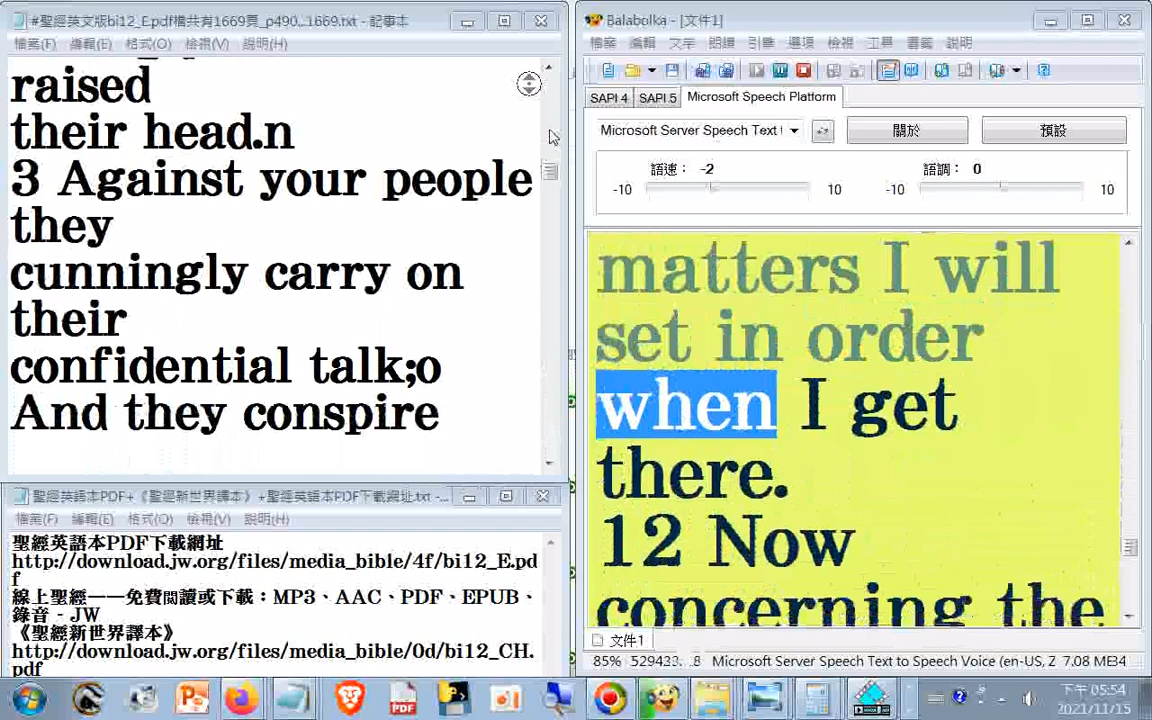 #聖經英文版bi12_E.pdf檔共有1669頁_p490...1669.txt - 記事本
檔案(F) 編輯(E) 格式(O) 檢視(V) 說明(H)
raised
their head.n
3 Against your people
they
cunningly carry on
their
confidential talk;o
And they conspire
聖經英語本PDF+《聖經新世界譯本》+聖經英語本PDF下載網址.txt - ...
檔案(F) 編輯(E) 格式(O) 檢視(V) 說明(H)
聖經英語本PDF下載網址
http://download.jw.org/files/media_bible/4f/bi12_E.pd
f
線上聖經——免費閱讀或下載：MP3、AAC、PDF、EPUB、
錄音 - JW
《聖經新世界譯本》
http://download.jw.org/files/media_bible/0d/bi12_CH.
pdf
Balabolka - [文件1]
檔案 編輯 文字 朗讀 引擎 選項 檢視 工具 書籤 說明
SAPI 4 SAPI 5 Microsoft Speech Platform
Microsoft Server Speech Text 關於 預設
語速： -2 語調： 0
-10 10 -10 10
matters I will
set in order
when I get
there.
12 Now
concerning the
文件1
85% Microsoft Server Speech Text to Speech Voice (en-US, Z 7.08 MB
下午 05:54
2021/11/15